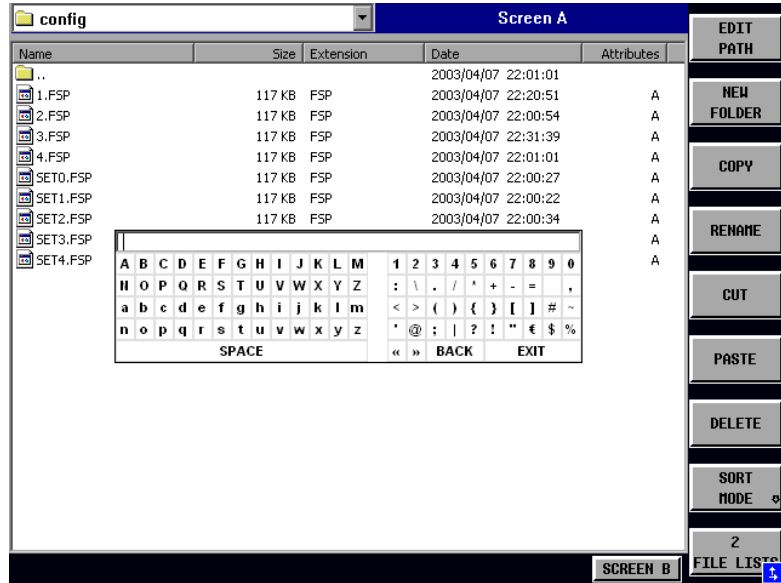 config
Screen A
Name Size Extension Date Attributes
.. 2003/04/07 22:01:01
1.FSP 117 KB FSP 2003/04/07 22:20:51 A
2.FSP 117 KB FSP 2003/04/07 22:00:54 A
3.FSP 117 KB FSP 2003/04/07 22:31:39 A
4.FSP 117 KB FSP 2003/04/07 22:01:01 A
SET0.FSP 117 KB FSP 2003/04/07 22:00:27 A
SET1.FSP 117 KB FSP 2003/04/07 22:00:22 A
SET2.FSP 117 KB FSP 2003/04/07 22:00:34 A
SET3.FSP A
SET4.FSP A
A B C D E F G H I J K L M 1 2 3 4 5 6 7 8 9 0
N O P Q R S T U V W X Y Z : \ . / * + - = ,
a b c d e f g h i j k l m < > ( ) { } [ ] # ~
n o p q r s t u v w x y z ' @ ; | ? ! " € $ %
SPACE « » BACK EXIT
EDIT
PATH
NEW
FOLDER
COPY
RENAME
CUT
PASTE
DELETE
SORT
MODE
2
FILE LISTS
SCREEN B